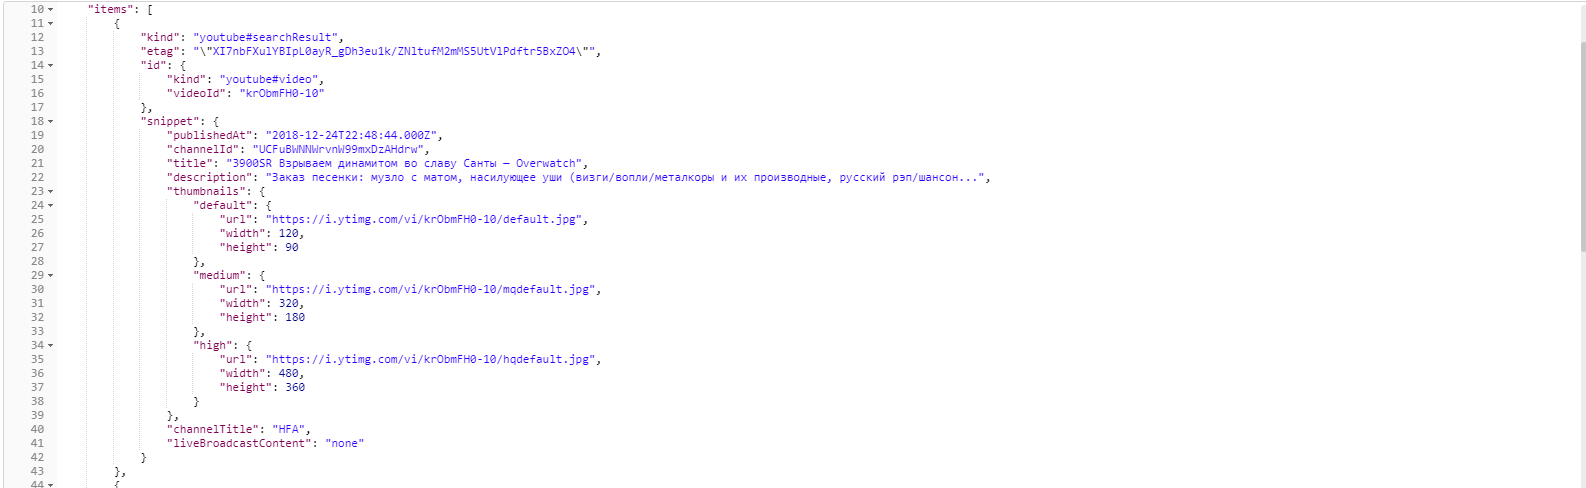 10 "items": [
11 {
12 "kind": "youtube#searchResult",
13 "etag": "\"XI7nbFXulYBIpL0ayR_gDh3eu1k/ZNltufM2mMS5UtVlPdftr5BxZO4\"",
14 "id": {
15 "kind": "youtube#video",
16 "videoId": "krObmFH0-10"
17 },
18 "snippet": {
19 "publishedAt": "2018-12-24T22:48:44.000Z",
20 "channelId": "UCFuBWNNWrvnW99mxDzAHdrw",
21 "title": "3900SR Взрываем динамитом во славу Санты — Overwatch",
22 "description": "Заказ песенки: музло с матом, насилующее уши (визги/вопли/металкоры и их производные, русский рэп/шансон...",
23 "thumbnails": {
24 "default": {
25 "url": "https://i.ytimg.com/vi/krObmFH0-10/default.jpg",
26 "width": 120,
27 "height": 90
28 },
29 "medium": {
30 "url": "https://i.ytimg.com/vi/krObmFH0-10/mqdefault.jpg",
31 "width": 320,
32 "height": 180
33 },
34 "high": {
35 "url": "https://i.ytimg.com/vi/krObmFH0-10/hqdefault.jpg",
36 "width": 480,
37 "height": 360
38 }
39 },
40 "channelTitle": "HFA",
41 "liveBroadcastContent": "none"
42 }
43 },
44 {